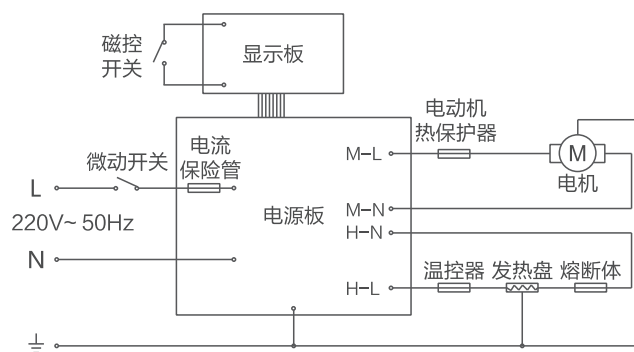 磁控
开关
显示板
电动机
热保护器
微动开关
电流
保险管
M-L
M
电机
L
220V~ 50Hz
电源板
M-N
H-N
N
温控器
发热盘
熔断体
H-L